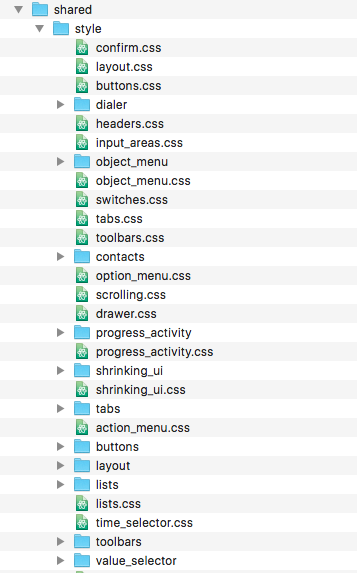 shared
style
confirm.css
layout.css
buttons.css
dialer
headers.css
input_areas.css
object_menu
object_menu.css
switches.css
tabs.css
toolbars.css
contacts
option_menu.css
scrolling.css
drawer.css
progress_activity
progress_activity.css
shrinking_ui
shrinking_ui.css
tabs
action_menu.css
buttons
layout
lists
lists.css
time_selector.css
toolbars
value_selector